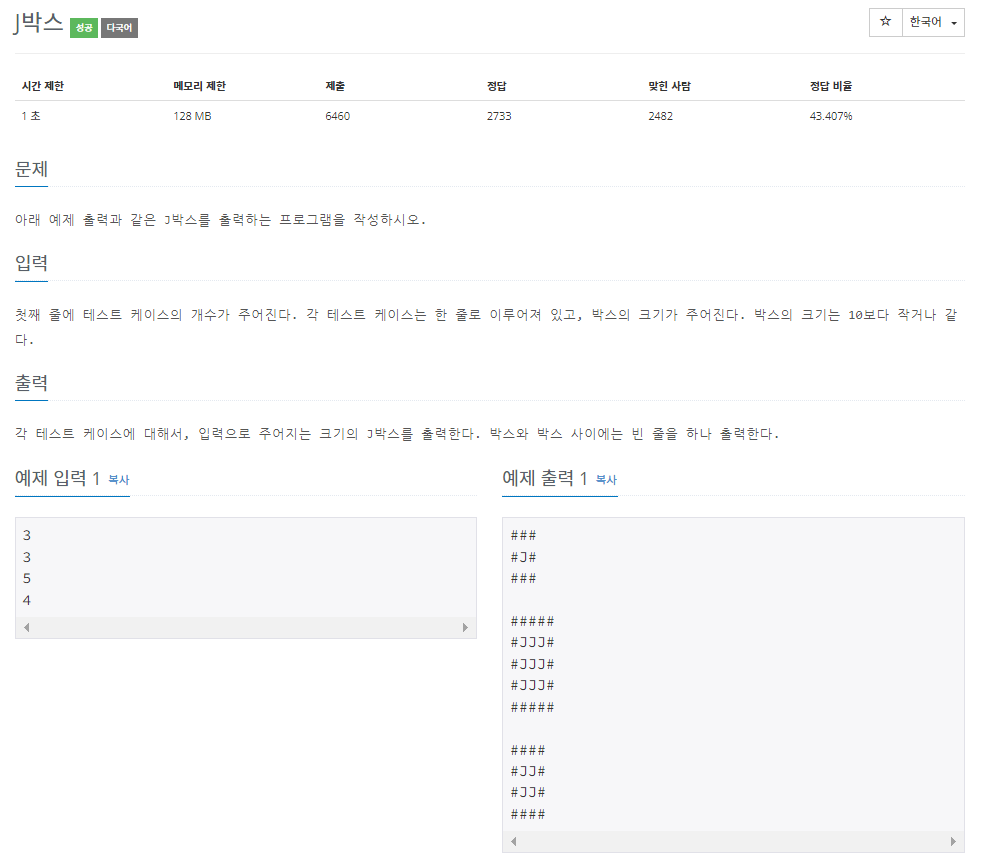 J박스 성공 다국어
☆ 한국어
시간 제한 메모리 제한 제출 정답 맞힌 사람 정답 비율
1 초 128 MB 6460 2733 2482 43.407%
문제
아래 예제 출력과 같은 J박스를 출력하는 프로그램을 작성하시오.
입력
첫째 줄에 테스트 케이스의 개수가 주어진다. 각 테스트 케이스는 한 줄로 이루어져 있고, 박스의 크기가 주어진다. 박스의 크기는 10보다 작거나 같
다.
출력
각 테스트 케이스에 대해서, 입력으로 주어지는 크기의 J박스를 출력한다. 박스와 박스 사이에는 빈 줄을 하나 출력한다.
예제 입력 1 복사
3
3
5
4
예제 출력 1 복사
###
#J#
###

#####
#JJJ#
#JJJ#
#JJJ#
#####

####
#JJ#
#JJ#
####